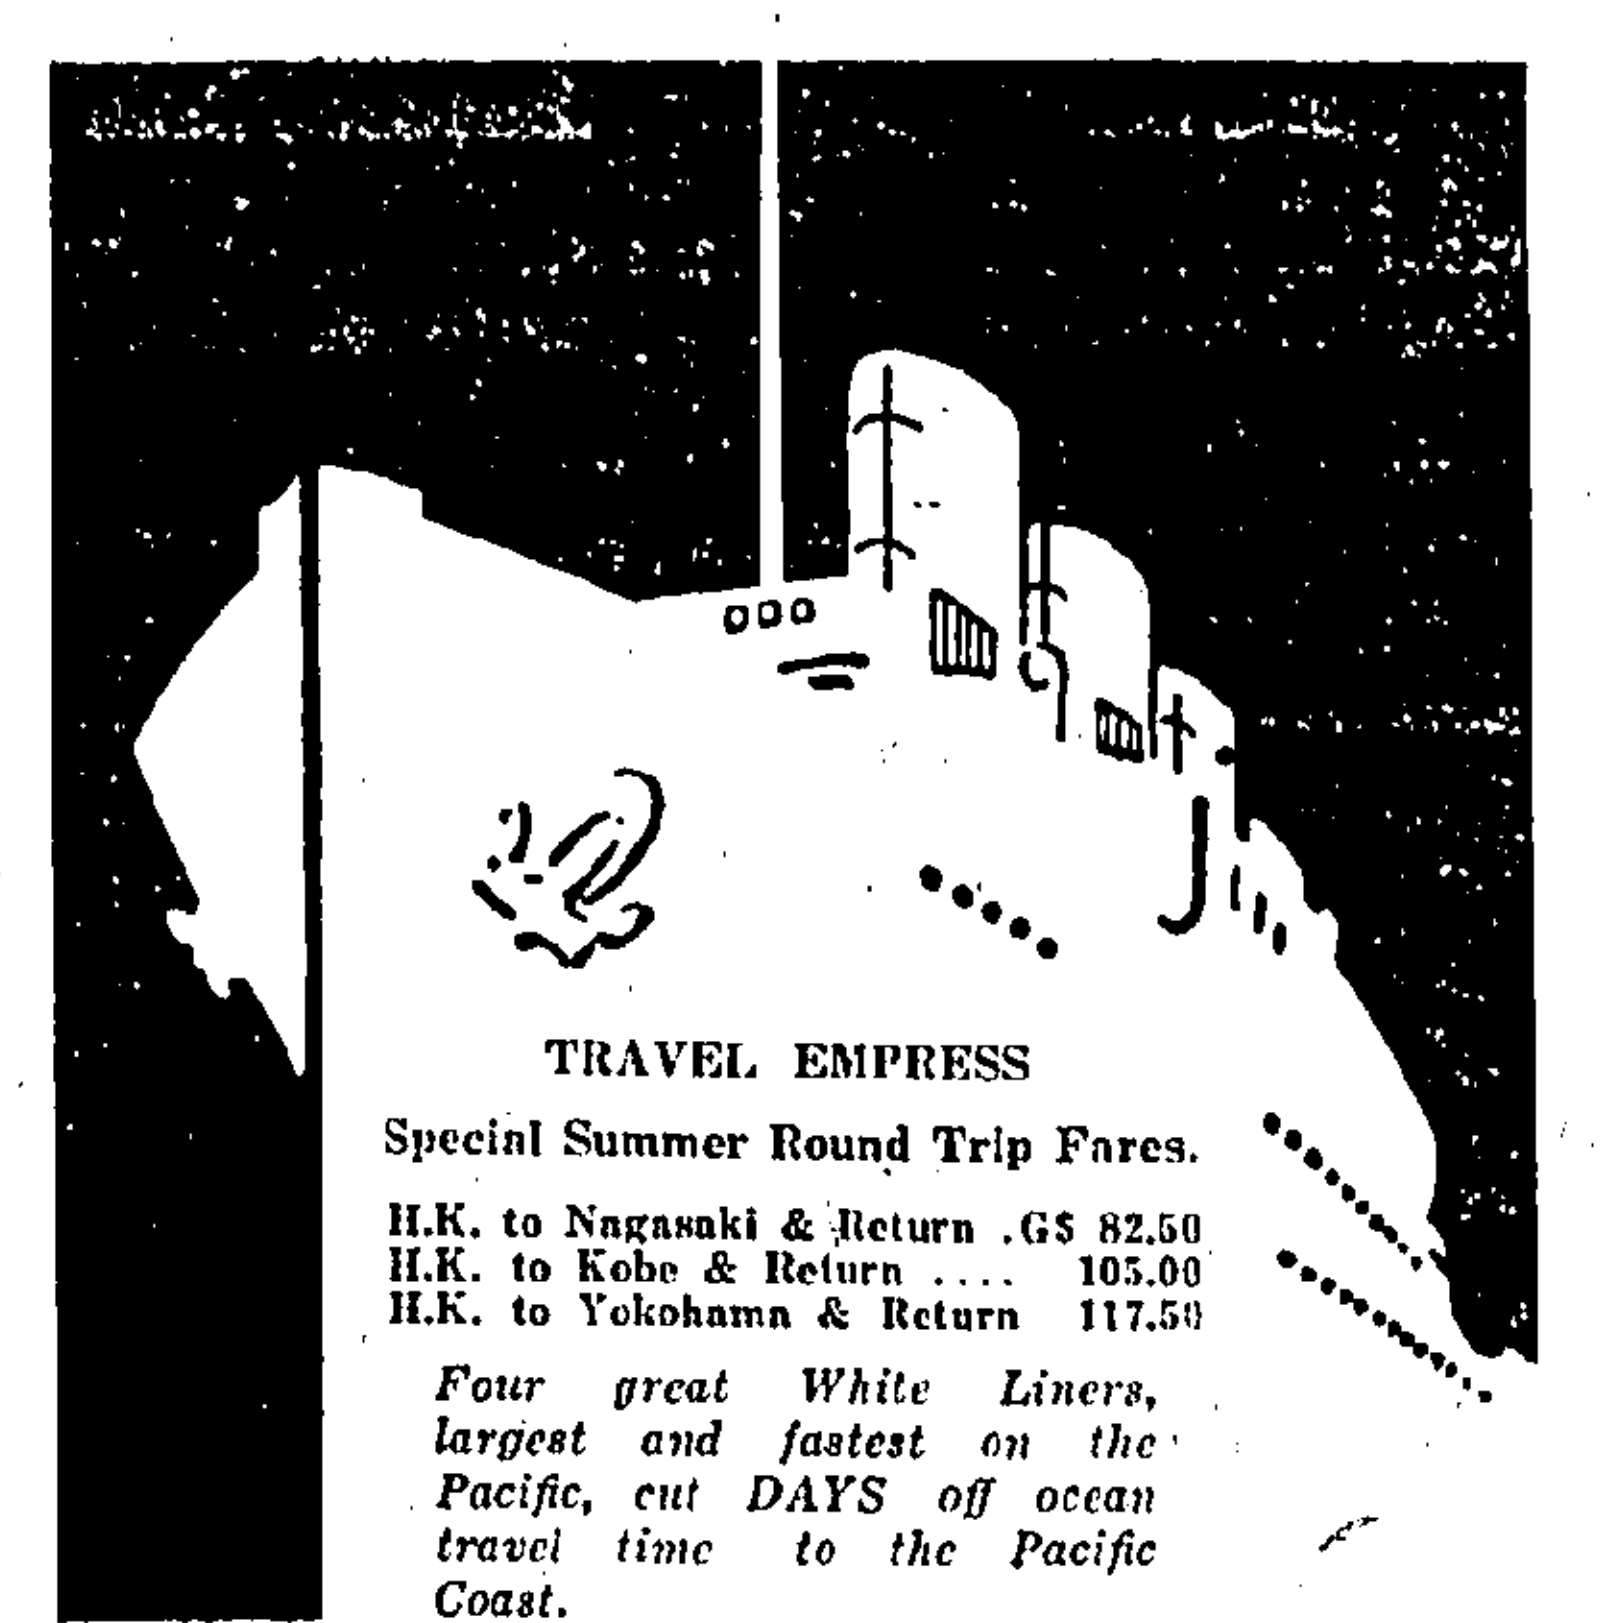 TRAVEL EMPRESS
Special Summer Round Trip Fares.
H.K. to Nagasaki & Return .G$ 82.50
H.K. to Kobe & Return .... 105.00
H.K. to Yokohama & Return 117.50
Four great White Liners,
largest and fastest on the
Pacific, cut DAYS off ocean
travel time to the Pacific
Coast.